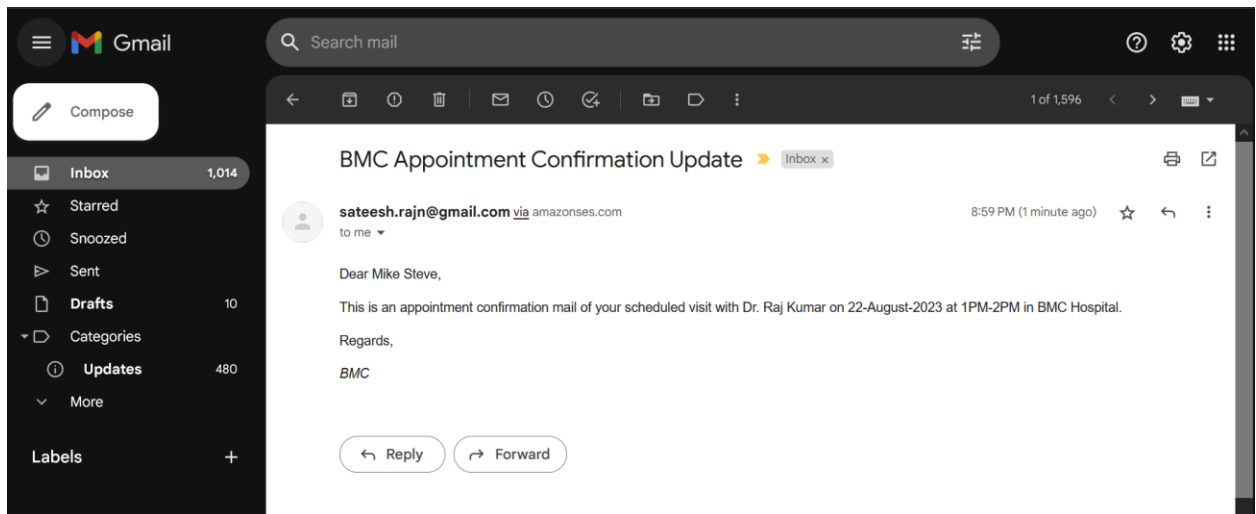 Gmail
Search mail
Compose
1 of 1,596
Inbox 1,014
Starred
Snoozed
Sent
Drafts 10
Categories
Updates 480
More
Labels +
BMC Appointment Confirmation Update Inbox x
sateesh.rajn@gmail.com via amazonses.com 8:59 PM (1 minute ago)
to me
Dear Mike Steve,
This is an appointment confirmation mail of your scheduled visit with Dr. Raj Kumar on 22-August-2023 at 1PM-2PM in BMC Hospital.
Regards,
BMC
Reply Forward